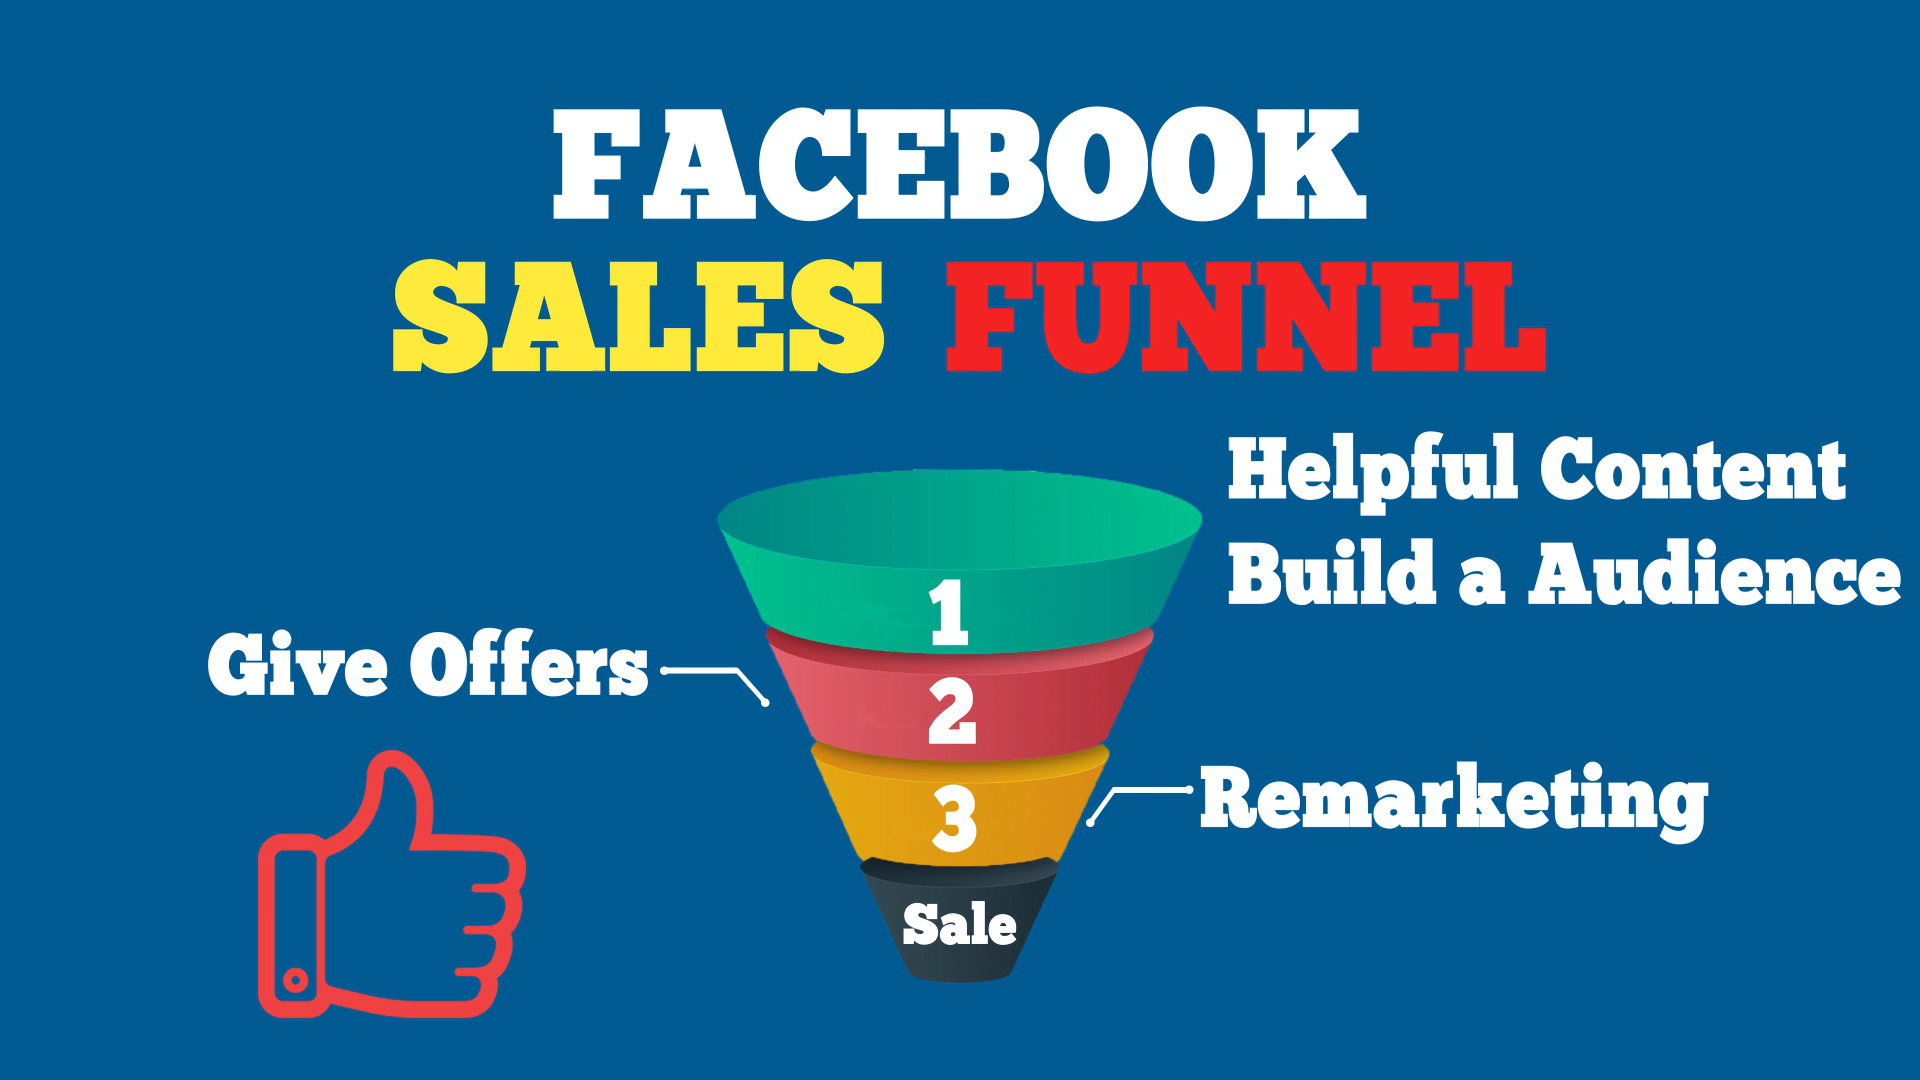 FACEBOOK
SALES FUNNEL
Helpful Content
Build a Audience
1
Give Offers
2
3
Remarketing
Sale